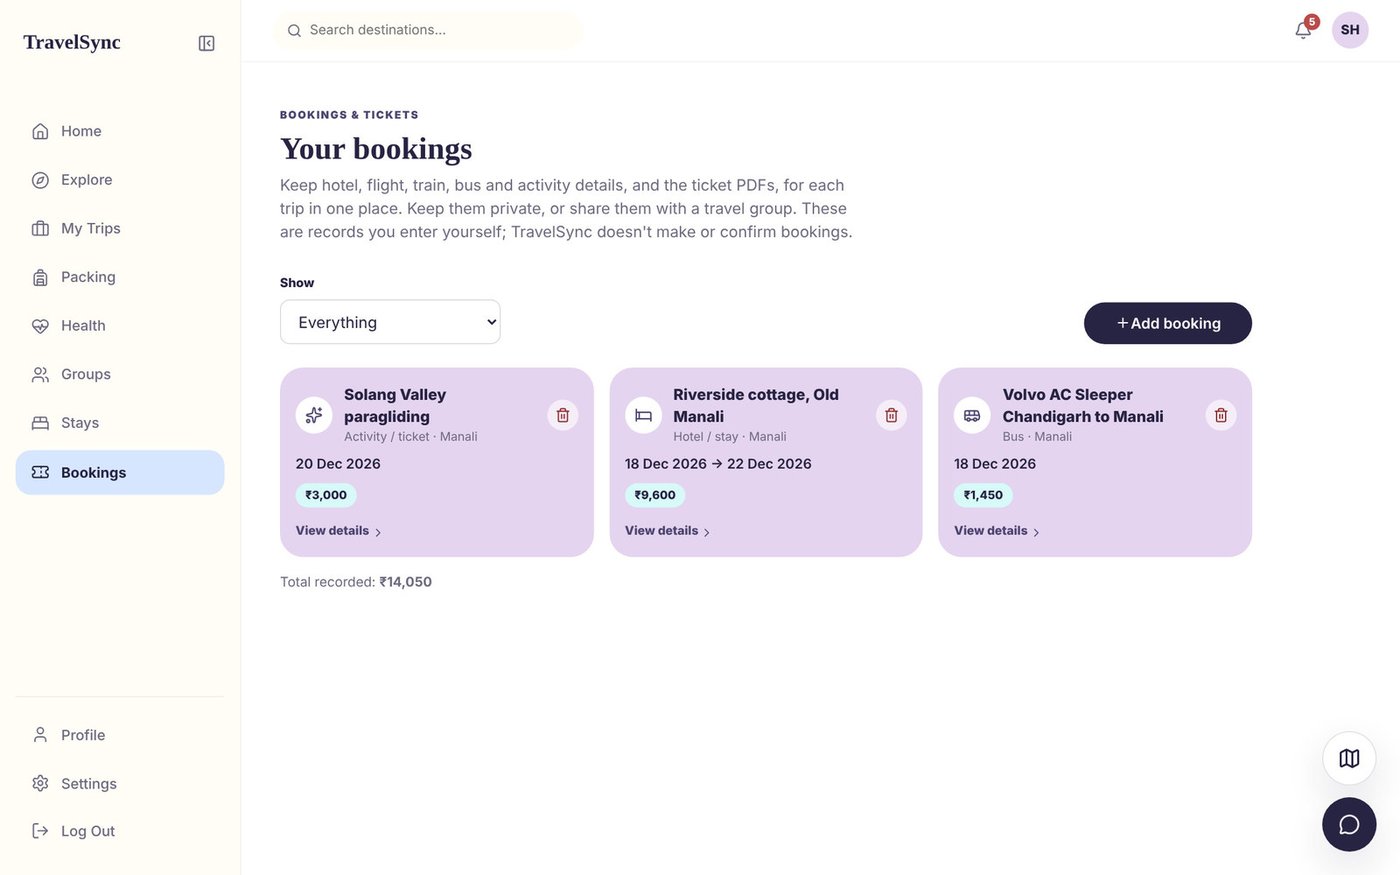 TravelSync
Search destinations...
5
SH
Home
Explore
My Trips
Packing
Health
Groups
Stays
Bookings
Profile
Settings
Log Out
BOOKINGS & TICKETS
Your bookings
Keep hotel, flight, train, bus and activity details, and the ticket PDFs, for each
trip in one place. Keep them private, or share them with a travel group. These
are records you enter yourself; TravelSync doesn't make or confirm bookings.
Show
Everything
+ Add booking
Solang Valley
paragliding
Activity / ticket · Manali
20 Dec 2026
₹3,000
View details
Riverside cottage, Old
Manali
Hotel / stay · Manali
18 Dec 2026 → 22 Dec 2026
₹9,600
View details
Volvo AC Sleeper
Chandigarh to Manali
Bus · Manali
18 Dec 2026
₹1,450
View details
Total recorded: ₹14,050